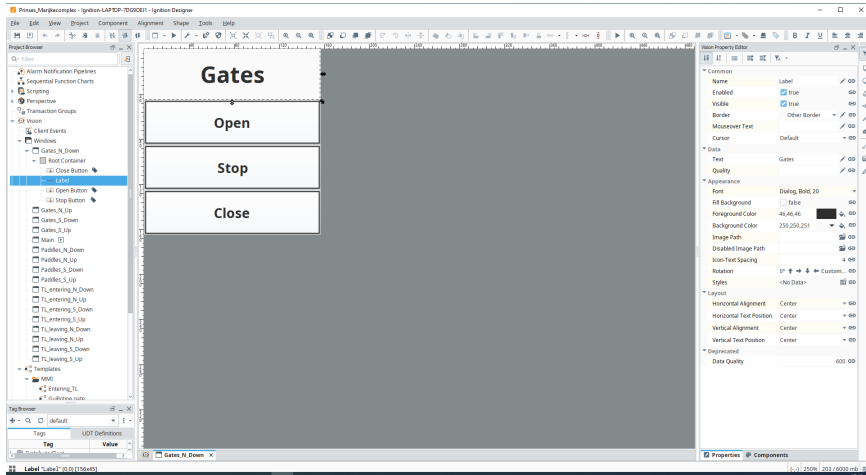 Prinses_Marijkecomplex - Ignition-LAPTOP-7DG9OEI1 - Ignition Designer
File Edit View Project Component Alignment Shape Tools Help
Project Browser
Filter
Alarm Notification Pipelines
Sequential Function Charts
Scripting
Perspective
Transaction Groups
Vision
Client Events
Windows
Gates_N_Down
Root Container
Close Button
Label
Open Button
Stop Button
Gates_N_Up
Gates_S_Down
Gates_S_Up
Main
Paddles_N_Down
Paddles_N_Up
Paddles_S_Down
Paddles_S_Up
TL_entering_N_Down
TL_entering_N_Up
TL_entering_S_Down
TL_entering_S_Up
TL_leaving_N_Down
TL_leaving_N_Up
TL_leaving_S_Down
TL_leaving_S_Up
Templates
MMI
Entering_TL
Guillotine gate
Tag Browser
default
Tags UDT Definitions
Tag Value
Gates
Open
Stop
Close
Gates_N_Down
Vision Property Editor
Common
Name Label
Enabled true
Visible true
Border Other Border
Mouseover Text
Cursor Default
Data
Text Gates
Quality
Appearance
Font Dialog, Bold, 20
Fill Background false
Foreground Color 46,46,46
Background Color 250,250,251
Image Path
Disabled Image Path
Icon-Text Spacing 4
Rotation 0° Custom...
Styles <No Data>
Layout
Horizontal Alignment Center
Horizontal Text Position Center
Vertical Alignment Center
Vertical Text Position Center
Deprecated
Data Quality 600
Properties Components
Label "Label" [0,0] [156x45]
250% 203 / 6000 mb